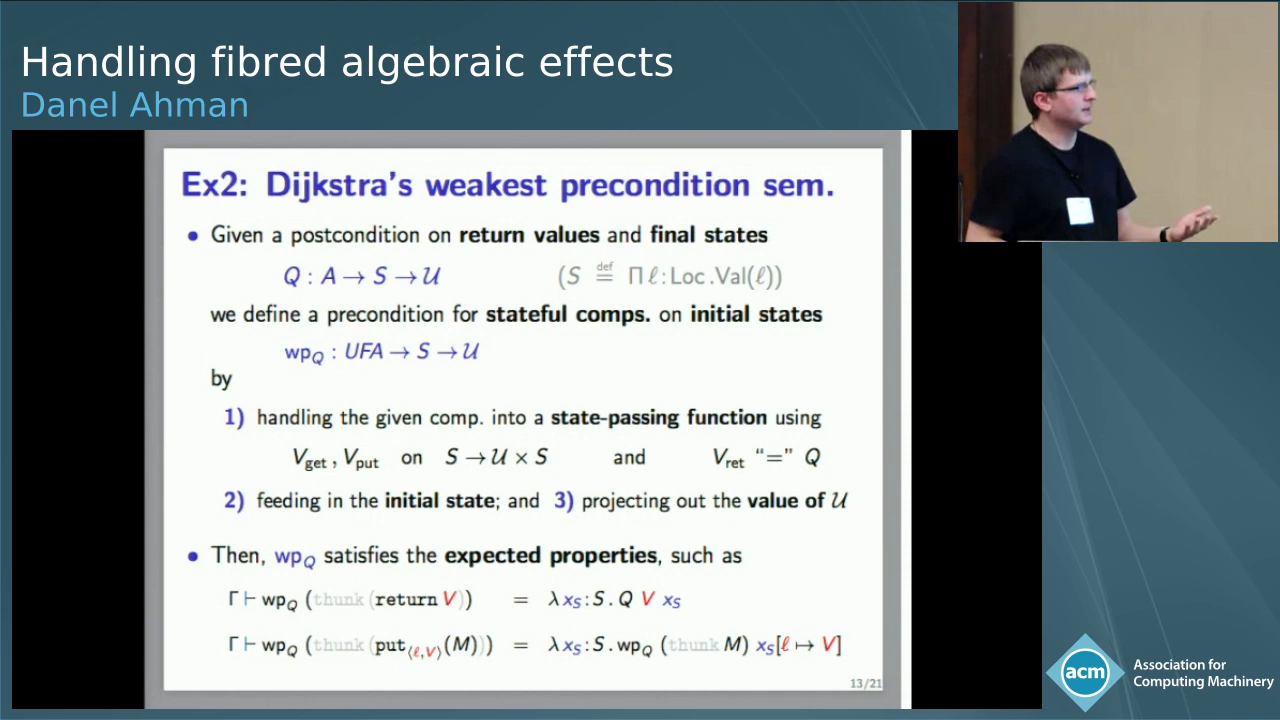 Handling fibred algebraic effects
Danel Ahman
Ex2: Dijkstra's weakest precondition sem.
• Given a postcondition on return values and final states
Q : A → S → 𝒰 (S ≝ Π ℓ : Loc . Val(ℓ))
we define a precondition for stateful comps. on initial states
wp_Q : UFA → S → 𝒰
by
1) handling the given comp. into a state-passing function using
V_get , V_put on S → 𝒰 × S and V_ret “=” Q
2) feeding in the initial state; and 3) projecting out the value of 𝒰
• Then, wp_Q satisfies the expected properties, such as
Γ ⊢ wp_Q (thunk (return V)) = λ x_S : S . Q V x_S
Γ ⊢ wp_Q (thunk (put_⟨ℓ,V⟩(M))) = λ x_S : S . wp_Q (thunk M) x_S[ℓ ↦ V]
13/21
acm
Association for
Computing Machinery